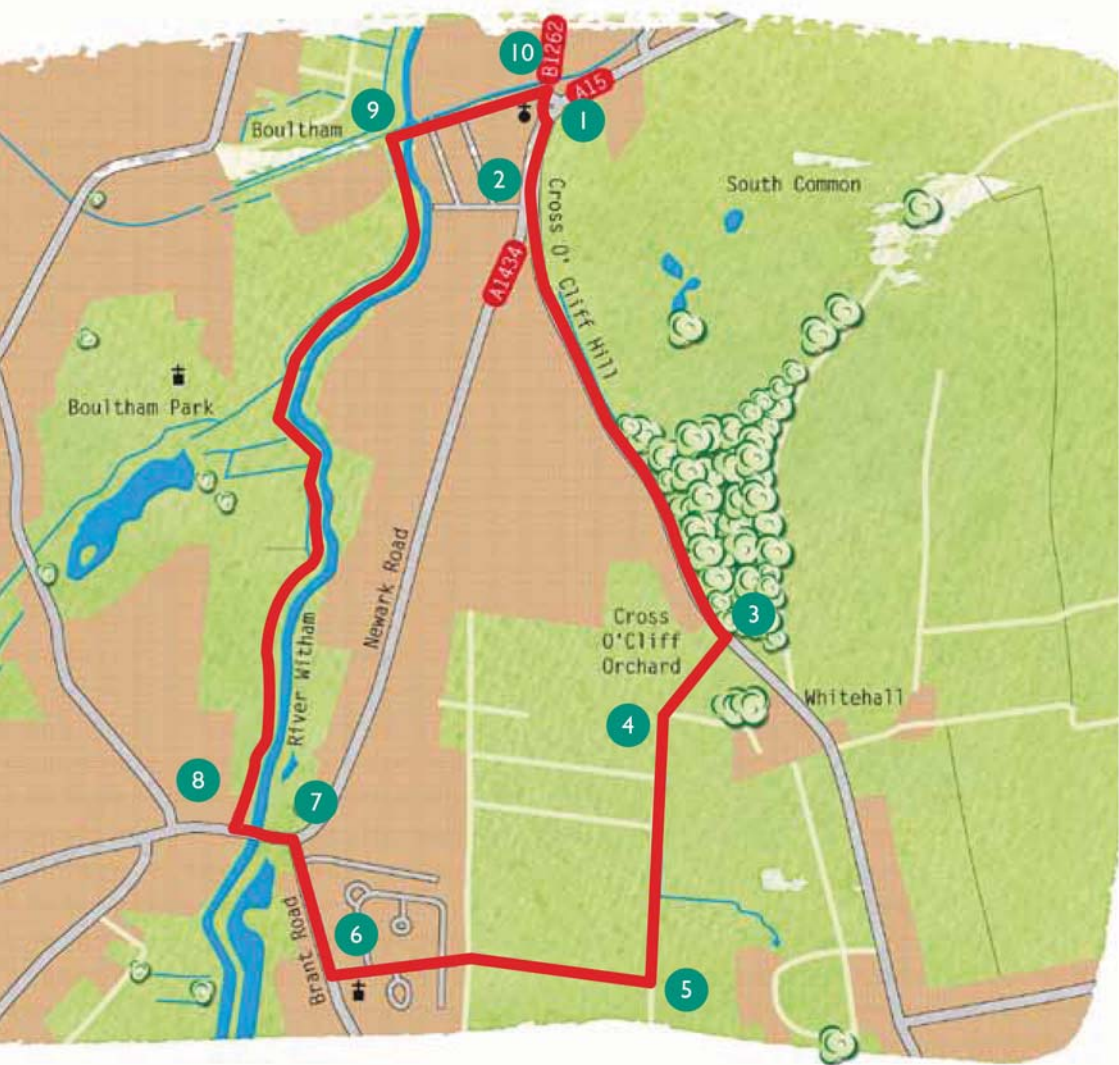 10
B1262
A15
9
1
Boultham
2
South Common
Cross O' Cliff Hill
A1434
Boultham Park
Newark Road
Cross
O'Cliff
Orchard
3
River Witham
Whitehall
4
8
7
Brant Road
6
5